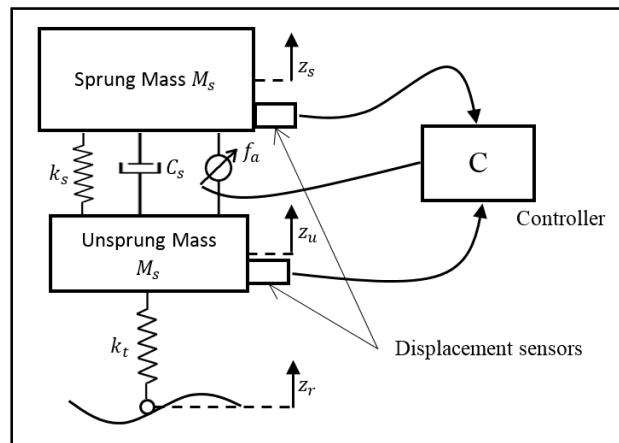 Sprung Mass M_s
z_s
k_s
C_s
f_a
C
Controller
Unsprung Mass
M_s
z_u
k_t
Displacement sensors
z_r